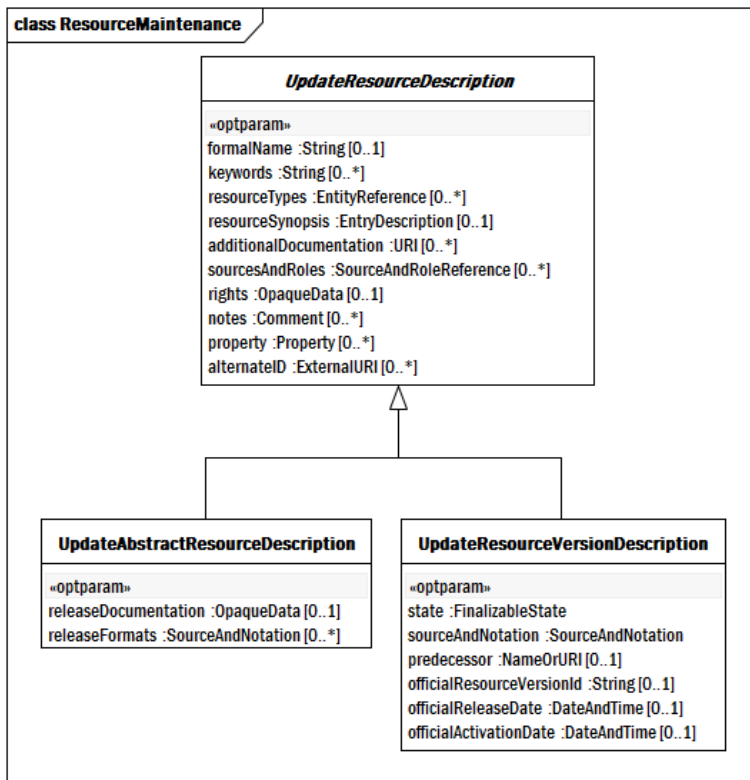 class ResourceMaintenance
UpdateResourceDescription
«optparam»
formalName :String [0..1]
keywords :String [0..*]
resourceTypes :EntityReference [0..*]
resourceSynopsis :EntryDescription [0..1]
additionalDocumentation :URI [0..*]
sourcesAndRoles :SourceAndRoleReference [0..*]
rights :OpaqueData [0..1]
notes :Comment [0..*]
property :Property [0..*]
alternateID :ExternalURI [0..*]
UpdateAbstractResourceDescription
«optparam»
releaseDocumentation :OpaqueData [0..1]
releaseFormats :SourceAndNotation [0..*]
UpdateResourceVersionDescription
«optparam»
state :FinalizableState
sourceAndNotation :SourceAndNotation
predecessor :NameOrURI [0..1]
officialResourceVersionId :String [0..1]
officialReleaseDate :DateAndTime [0..1]
officialActivationDate :DateAndTime [0..1]